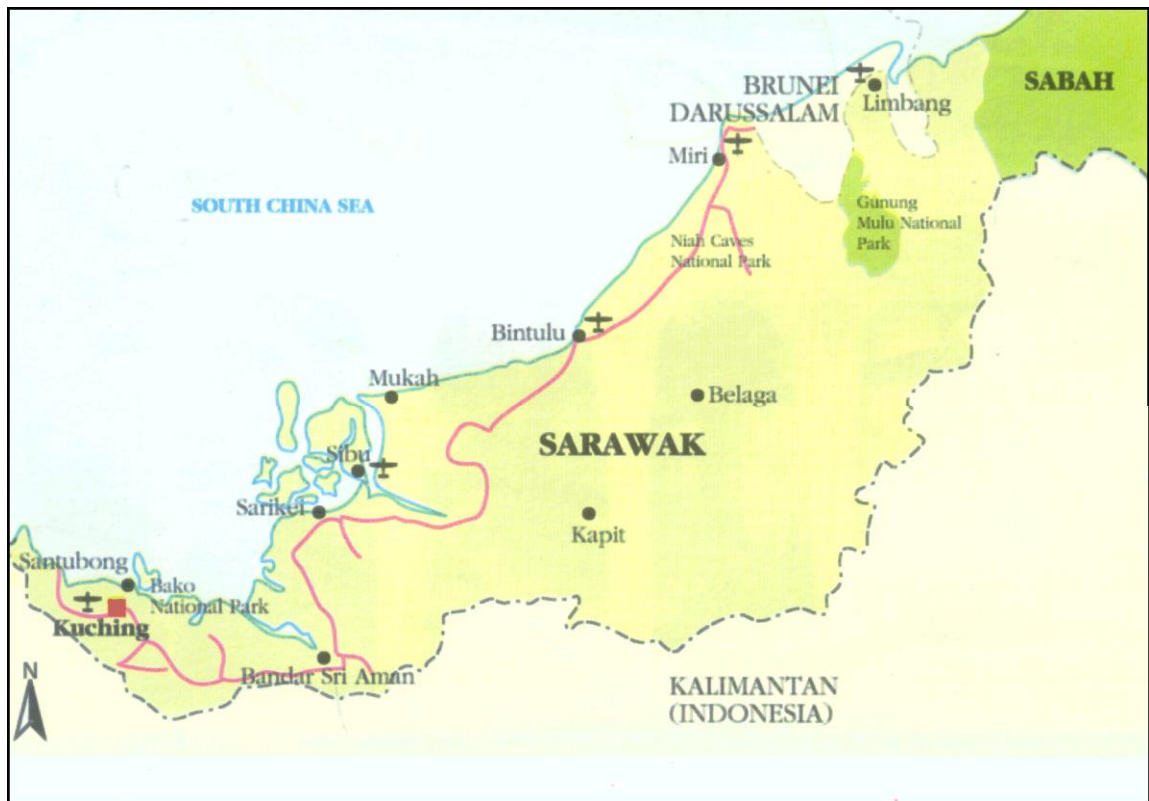 BRUNEI
DARUSSALAM
Limbang
SABAH
Miri
SOUTH CHINA SEA
Gunung
Mulu National
Park
Niah Caves
National Park
Bintulu
Mukah
Belaga
SARAWAK
Sibu
Sarikei
Kapit
Santubong
Bako
National Park
Kuching
N
Bandar Sri Aman
KALIMANTAN
(INDONESIA)